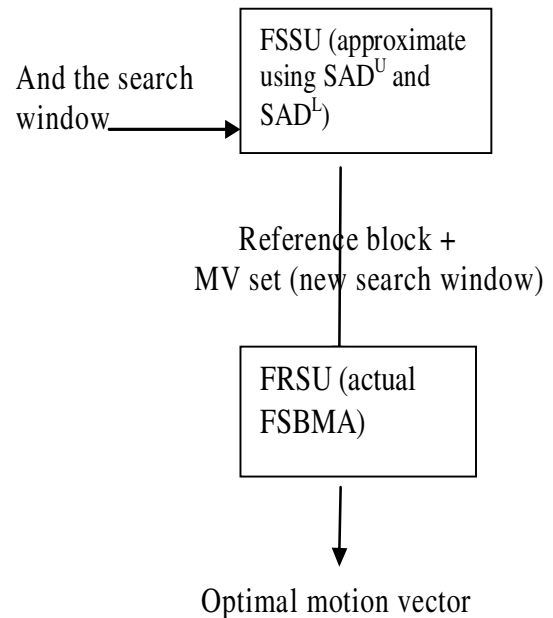 FSSU (approximate
using SAD^U and
SAD^L)
And the search
window
Reference block +
MV set (new search window)
FRSU (actual
FSBMA)
Optimal motion vector